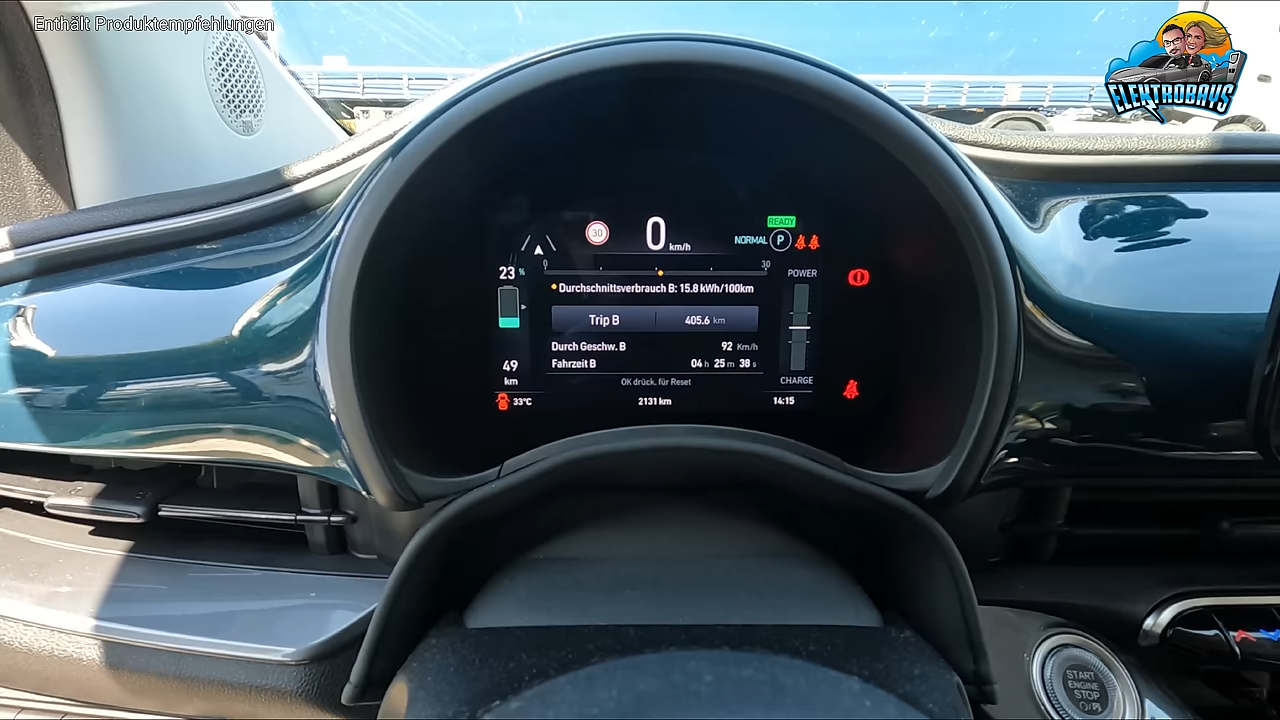 Enthält Produktempfehlungen
ELEKTROBAYS
READY
30
0 km/h
NORMAL P
23 %
0 30
POWER
Durchschnittsverbrauch B: 15.8 kWh/100km
Trip B 405.6 km
Durch Geschw. B 92 Km/h
49 km
Fahrzeit B 04 h 25 m 38 s
CHARGE
OK drück. für Reset
33°C 2131 km 14:15
START
ENGINE
STOP